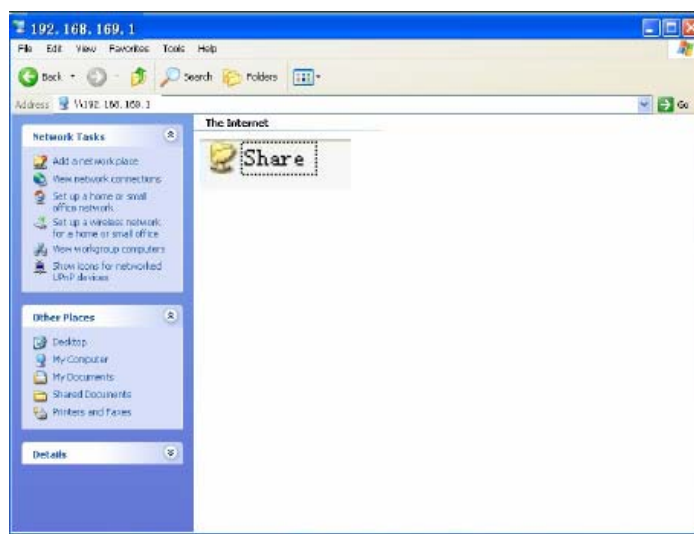 192.168.169.1
File Edit View Favorites Tools Help
Back Search Folders
Address \\192.168.169.1 Go
Network Tasks
Add a network place
View network connections
Set up a home or small
office network
Set up a wireless network
for a home or small office
View workgroup computers
Show icons for networked
UPnP devices
Other Places
Desktop
My Computer
My Documents
Shared Documents
Printers and Faxes
Details
The Internet
Share